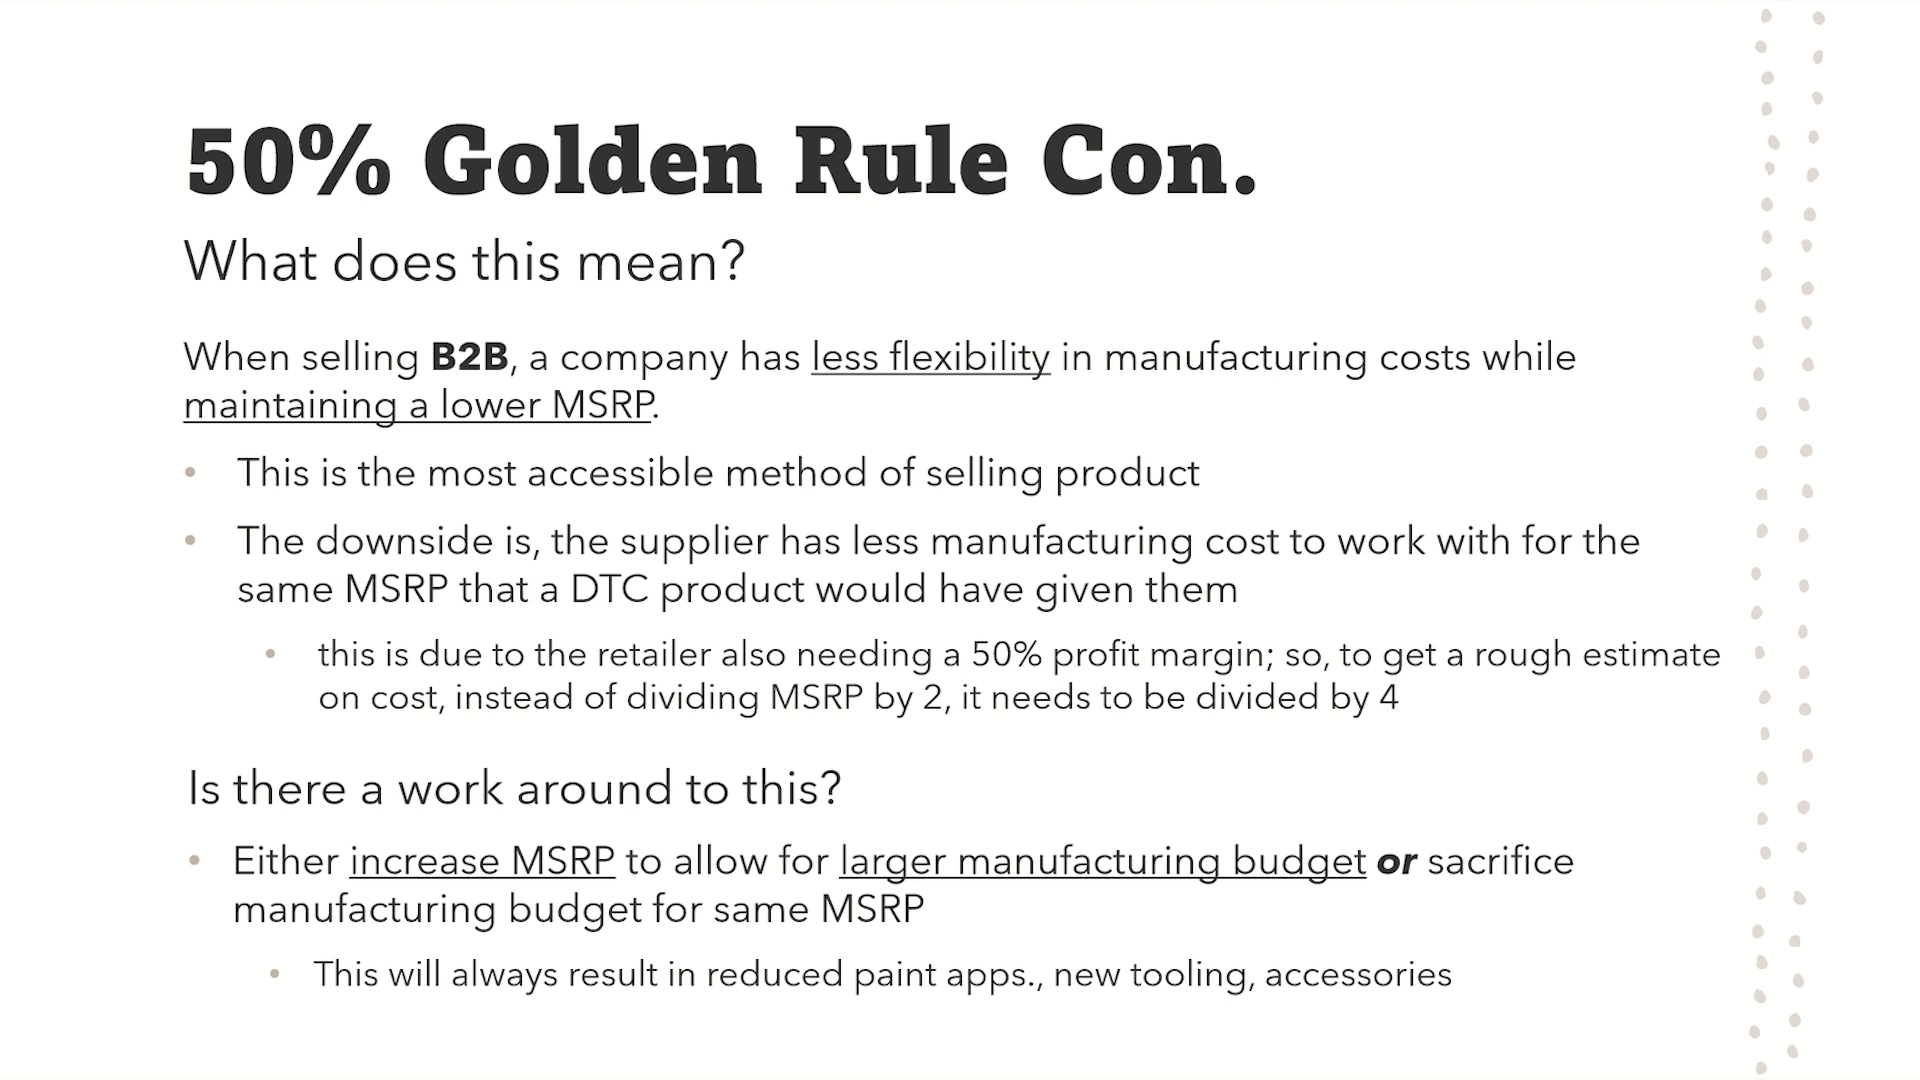 50% Golden Rule Con.
What does this mean?
When selling B2B, a company has less flexibility in manufacturing costs while
maintaining a lower MSRP.
• This is the most accessible method of selling product
• The downside is, the supplier has less manufacturing cost to work with for the
same MSRP that a DTC product would have given them
• this is due to the retailer also needing a 50% profit margin; so, to get a rough estimate
on cost, instead of dividing MSRP by 2, it needs to be divided by 4
Is there a work around to this?
• Either increase MSRP to allow for larger manufacturing budget or sacrifice
manufacturing budget for same MSRP
• This will always result in reduced paint apps., new tooling, accessories